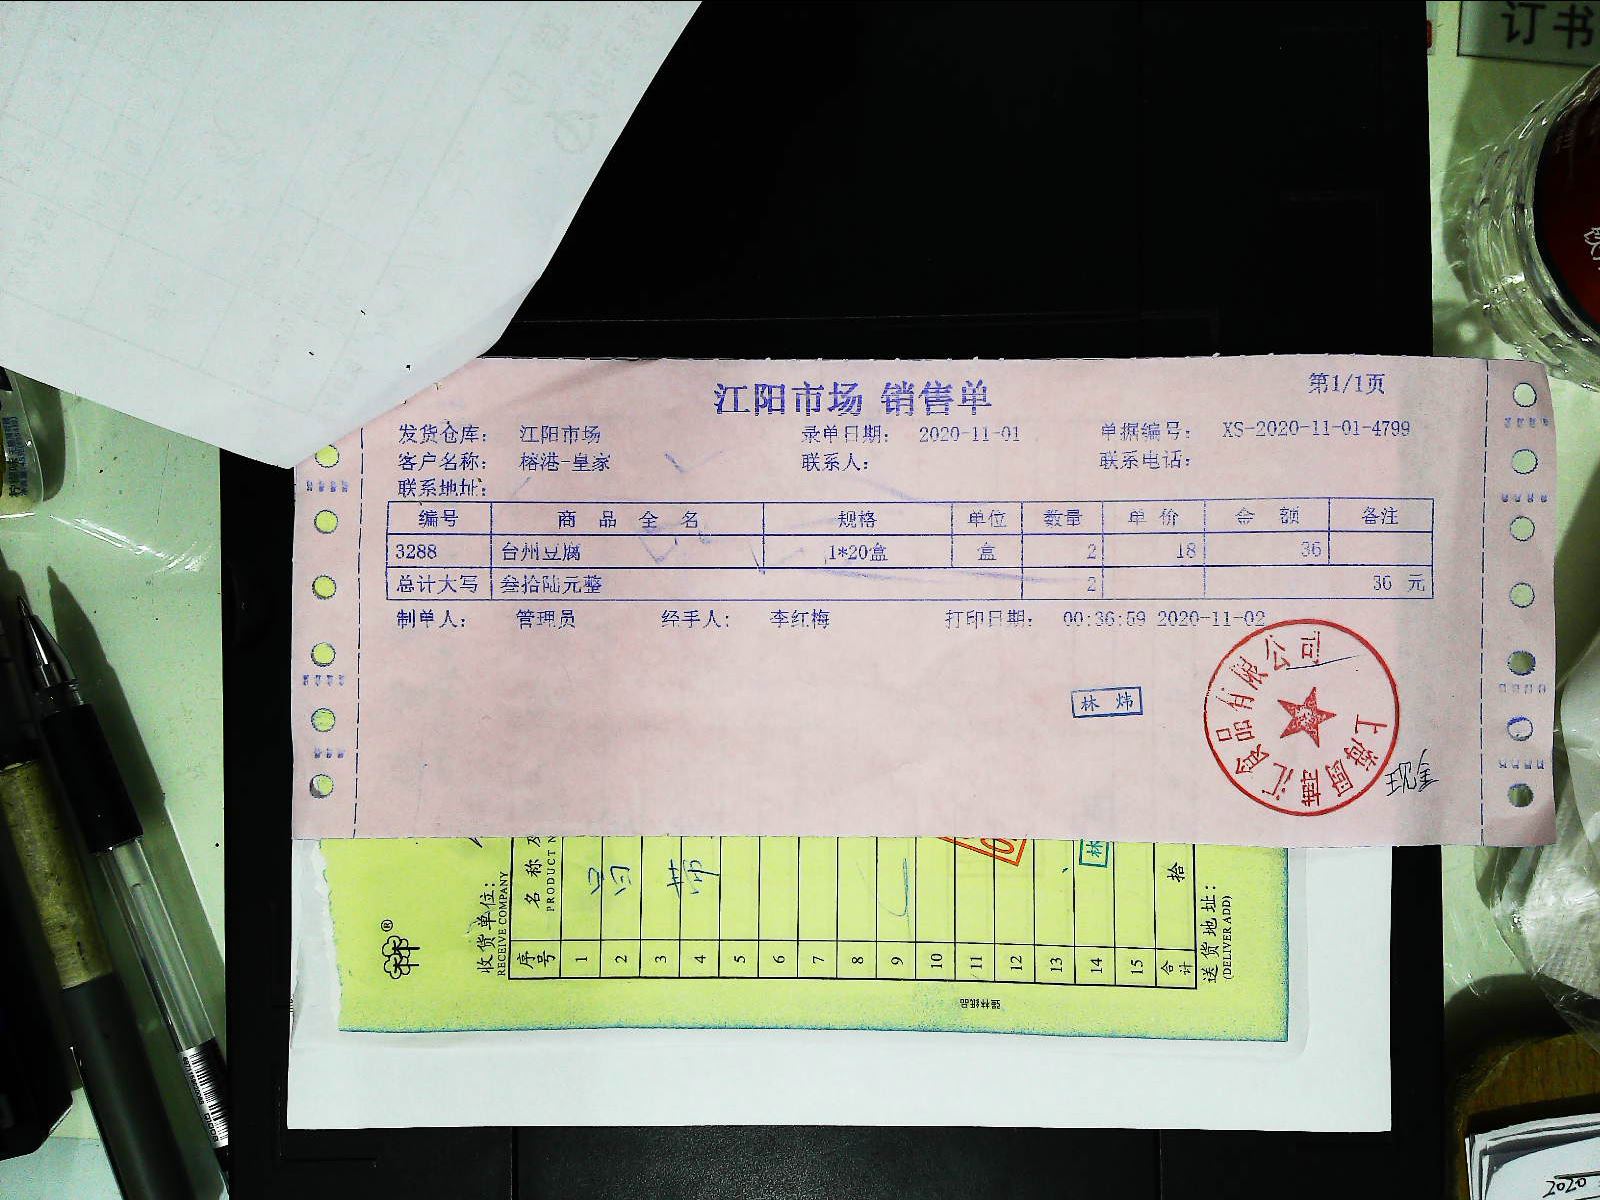 订书
江阳市场 销售单
第1/1页
发货仓库: 江阳市场 录单日期: 2020-11-01 单据编号: XS-2020-11-01-4799
客户名称: 榕港-皇家 联系人: 联系电话:
联系地址:
编号 商品全名 规格 单位 数量 单价 金额 备注
3288 台州豆腐 1*20盒 盒 2 18 36
总计大写 叁拾陆元整 2 36 元
制单人: 管理员 经手人: 李红梅 打印日期: 00:36:59 2020-11-02
林炜
现金
收货单位:
RECEIVE COMPANY
序号 名称及
PRODUCT N
1
2
3
4
5
6
7
8
9
10
11
12
13
14
15
合计 拾
送货地址:
(DELIVER ADD)
林
2020